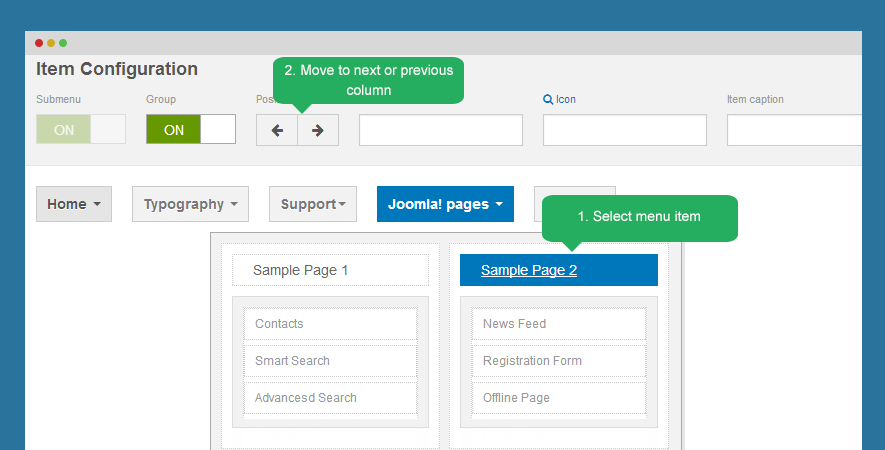 Item Configuration
2. Move to next or previous
column
Submenu
Group
Icon
Item caption
ON
ON
Home
Typography
Support
Joomla! pages
1. Select menu item
Sample Page 1
Sample Page 2
Contacts
News Feed
Smart Search
Registration Form
Advancesd Search
Offline Page